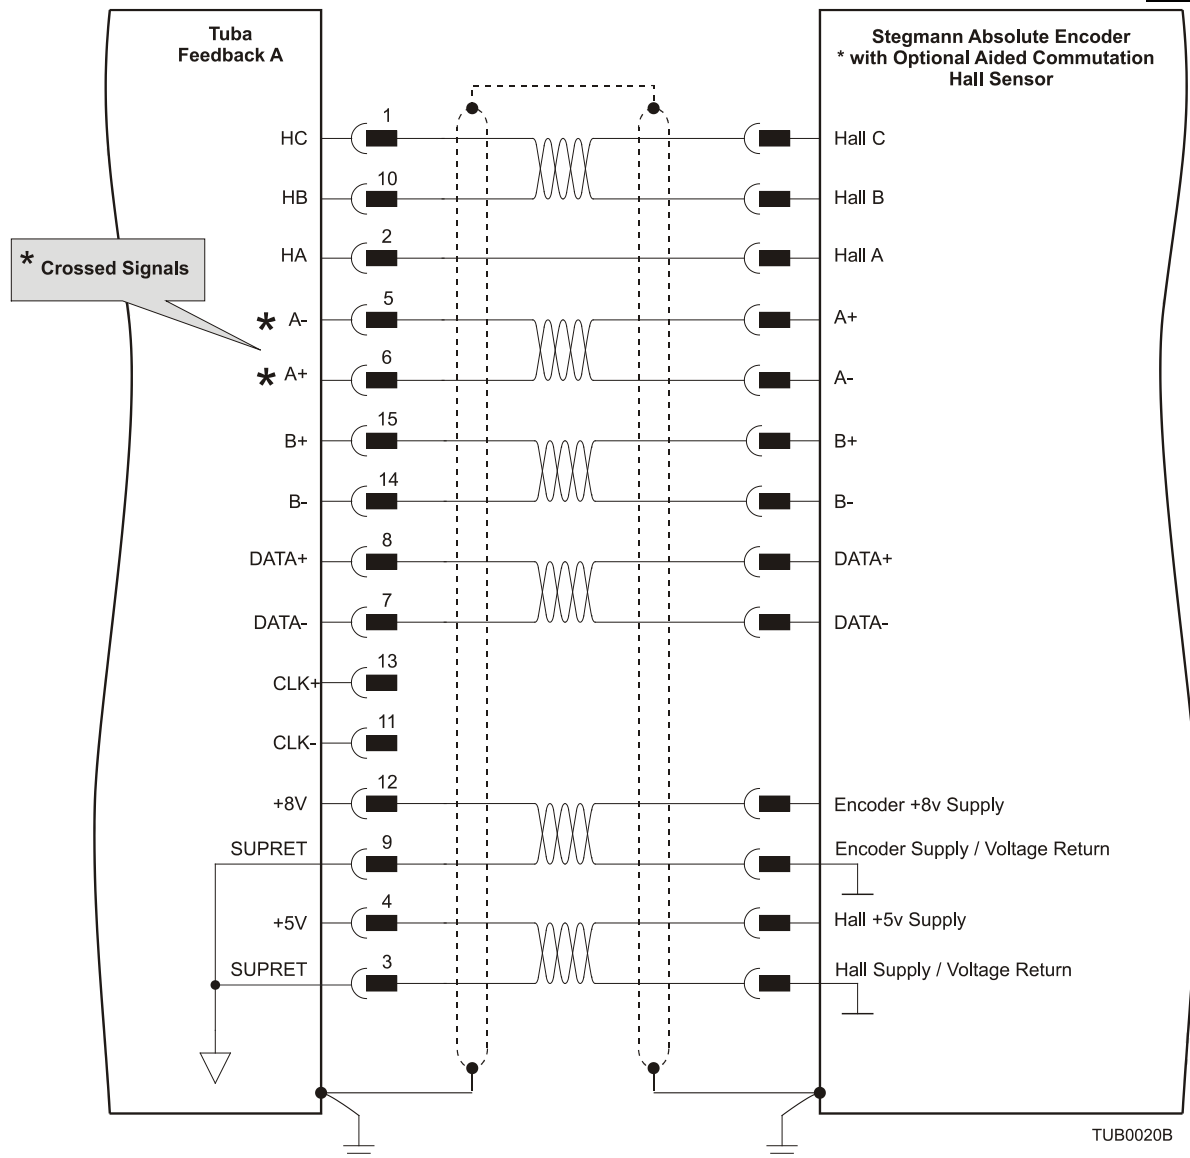 Tuba
Feedback A
Stegmann Absolute Encoder
* with Optional Aided Commutation
Hall Sensor
HC 1 Hall C
HB 10 Hall B
HA 2 Hall A
* Crossed Signals
* A- 5 A+
* A+ 6 A-
B+ 15 B+
B- 14 B-
DATA+ 8 DATA+
DATA- 7 DATA-
CLK+ 13
CLK- 11
+8V 12 Encoder +8v Supply
SUPRET 9 Encoder Supply / Voltage Return
+5V 4 Hall +5v Supply
SUPRET 3 Hall Supply / Voltage Return
TUB0020B